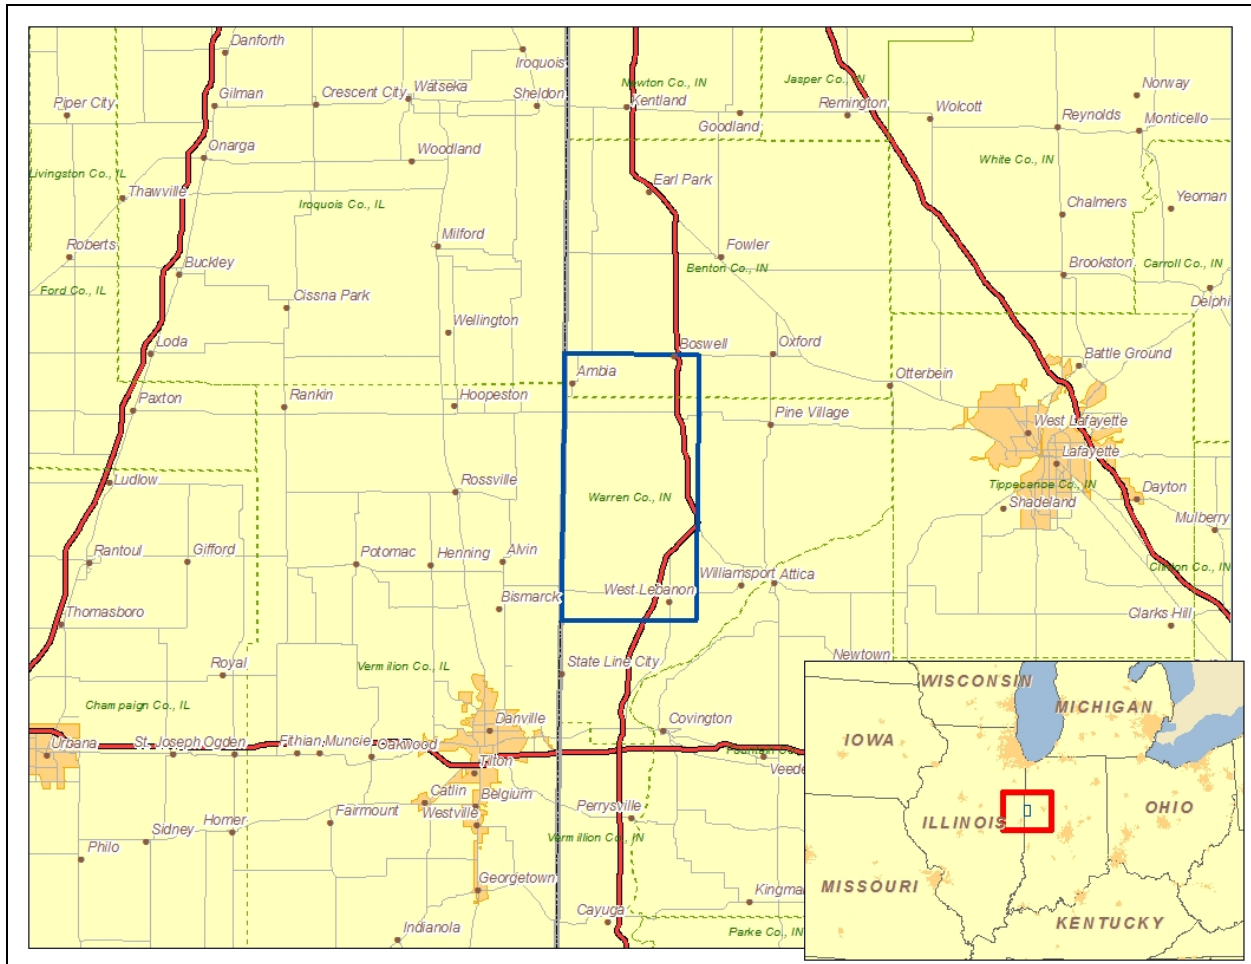 Danforth
Iroquois
Newton Co., IN
Jasper Co., IN
Piper City
Gilman
Crescent City
Watseka
Sheldon
Kentland
Goodland
Remington
Wolcott
Norway
Reynolds
Monticello
Onarga
Woodland
White Co., IN
Livingston Co., IL
Thawville
Iroquois Co., IL
Earl Park
Chalmers
Yeoman
Roberts
Milford
Fowler
Buckley
Benton Co., IN
Brookston
Carroll Co., IN
Ford Co., IL
Cissna Park
Delphi
Wellington
Loda
Boswell
Oxford
Battle Ground
Ambia
Otterbein
Paxton
Rankin
Hoopeston
Pine Village
West Lafayette
Lafayette
Ludlow
Rossville
Warren Co., IN
Tippecanoe Co., IN
Dayton
Shadeland
Mulberry
Rantoul
Gifford
Potomac
Henning
Alvin
Williamsport
Attica
Clinton Co., IN
Bismarck
West Lebanon
Thomasboro
Clarks Hill
Royal
Vermilion Co., IL
State Line City
Newtown
Champaign Co., IL
Danville
Covington
Urbana
St. Joseph
Ogden
Fithian
Muncie
Oakwood
Tilton
Catlin
Belgium
Fairmount
Westville
Perrysville
Homer
Sidney
Vermillion Co., IN
Philo
Georgetown
Cayuga
Indianola
Parke Co., IN
WISCONSIN
MICHIGAN
IOWA
ILLINOIS
OHIO
MISSOURI
KENTUCKY